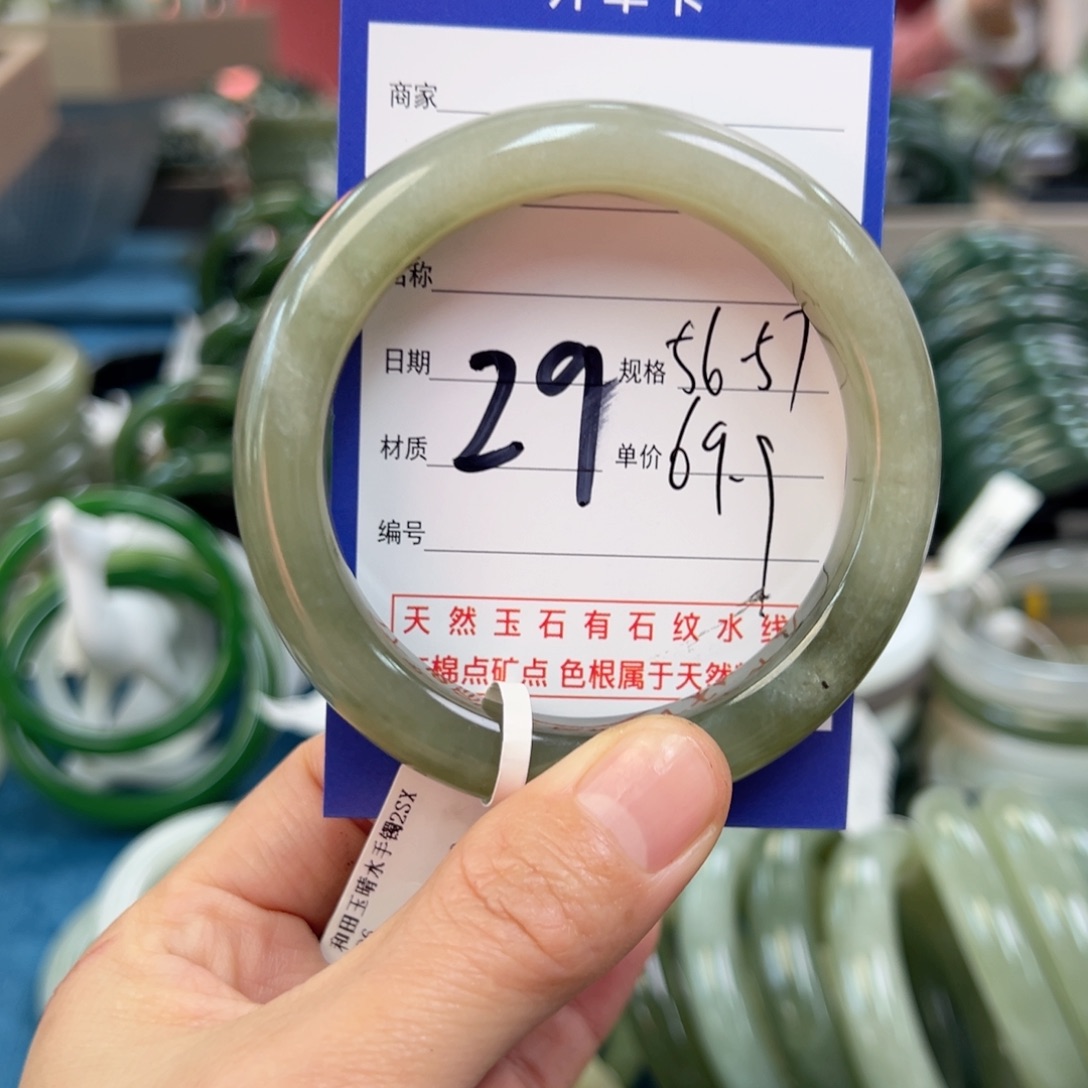 商家
名称
日期 29 规格 56-57
材质 单价 69.9
编号
天然玉石有石纹水线
棉点矿点 色根属于天然
和田玉晴水手镯2SX